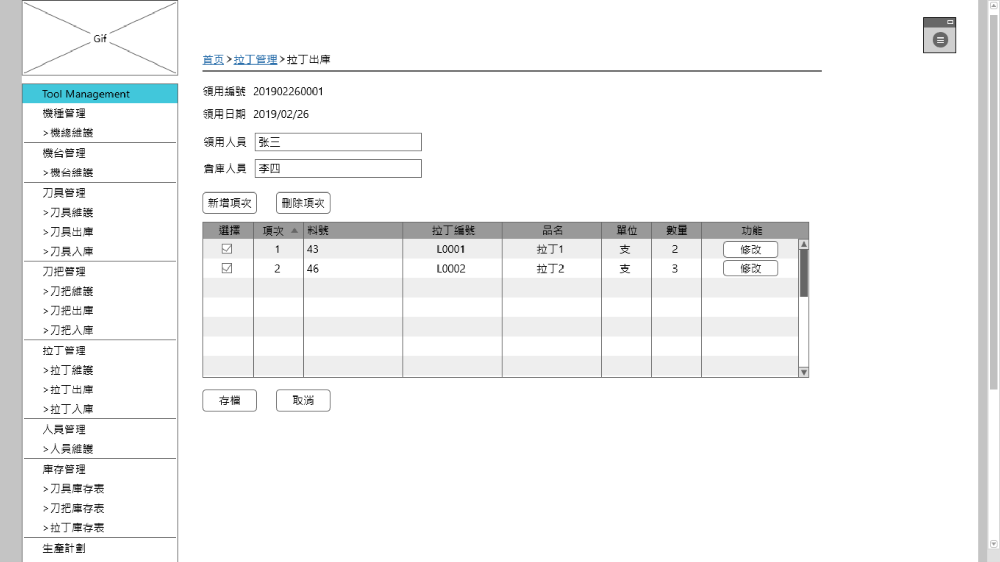 Gif
首页>拉丁管理>拉丁出庫
Tool Management
機種管理
>機總維護
機台管理
>機台維護
刀具管理
>刀具維護
>刀具出庫
>刀具入庫
刀把管理
>刀把維護
>刀把出庫
>刀把入庫
拉丁管理
>拉丁維護
>拉丁出庫
>拉丁入庫
人員管理
>人員維護
庫存管理
>刀具庫存表
>刀把庫存表
>拉丁庫存表
生產計劃
領用編號 201902260001
領用日期 2019/02/26
領用人員 张三
倉庫人員 李四
新增項次 刪除項次
選擇 項次 料號 拉丁編號 品名 單位 數量 功能
1 43 L0001 拉丁1 支 2 修改
2 46 L0002 拉丁2 支 3 修改
存檔 取消